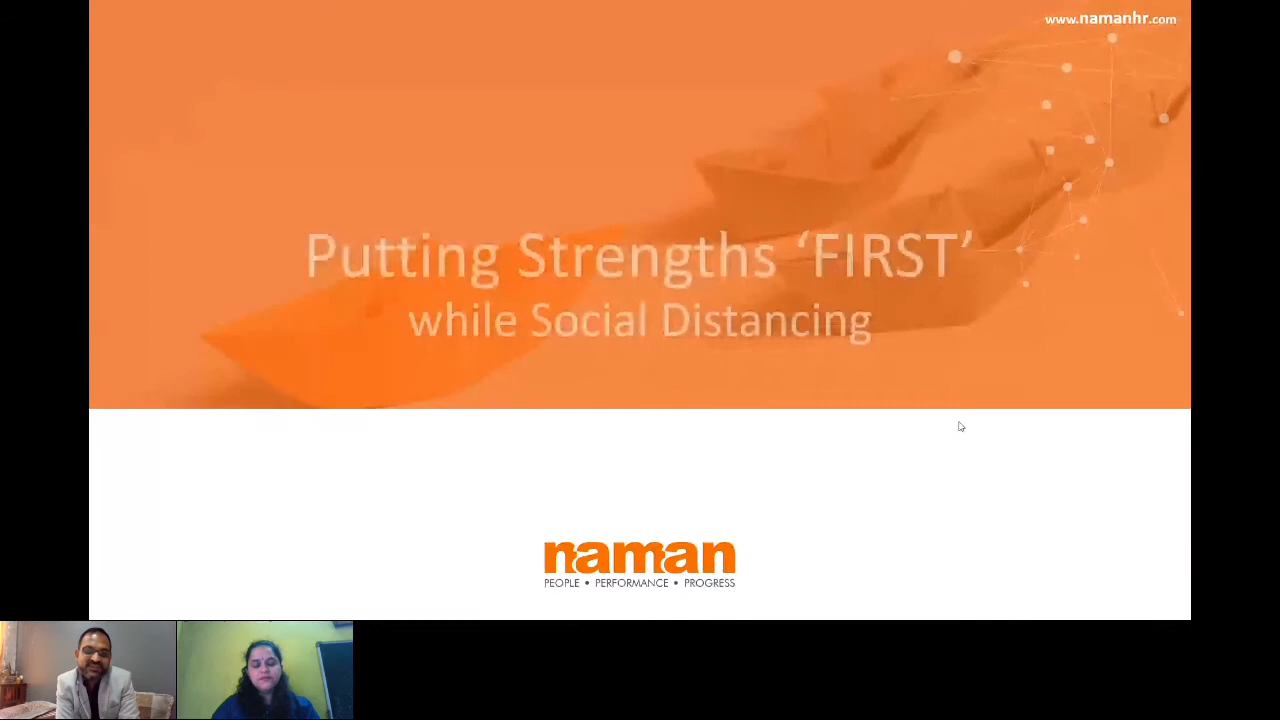 www.namanhr.com
Putting Strengths ‘FIRST’
while Social Distancing
naman
PEOPLE • PERFORMANCE • PROGRESS